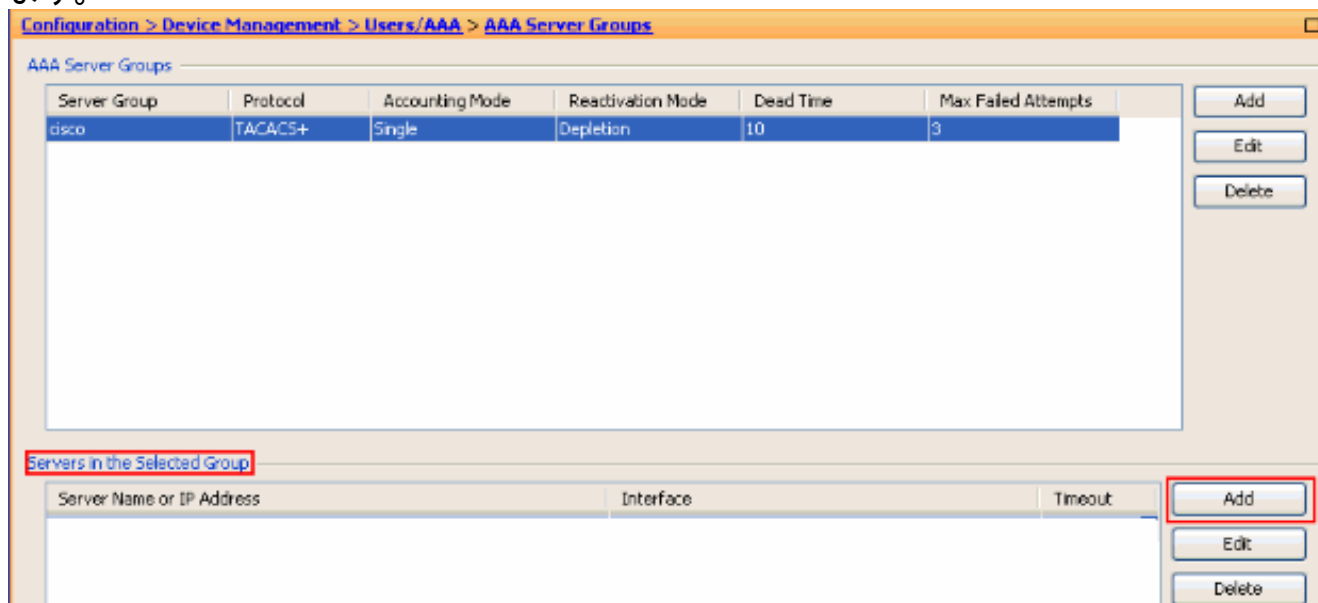 ます。
Configuration > Device Management > Users/AAA > AAA Server Groups
AAA Server Groups
Server Group Protocol Accounting Mode Reactivation Mode Dead Time Max Failed Attempts
cisco TACACS+ Single Depletion 10 3
Add
Edit
Delete
Servers in the Selected Group
Server Name or IP Address Interface Timeout
Add
Edit
Delete